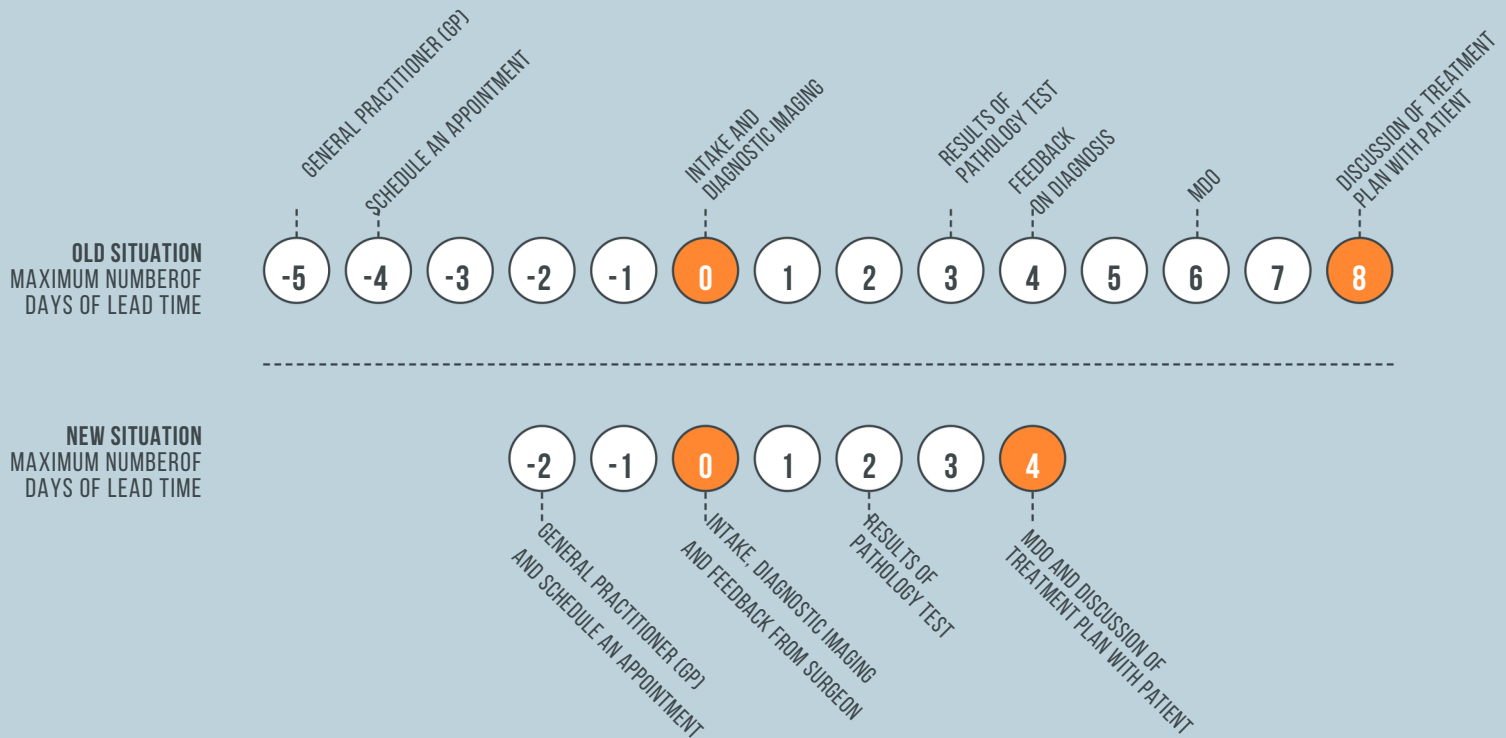 GENERAL PRACTITIONER (GP)
SCHEDULE AN APPOINTMENT
INTAKE AND
DIAGNOSTIC IMAGING
RESULTS OF
PATHOLOGY TEST
FEEDBACK
ON DIAGNOSIS
MDO
DISCUSSION OF TREATMENT
PLAN WITH PATIENT
OLD SITUATION
MAXIMUM NUMBEROF
DAYS OF LEAD TIME
-5 -4 -3 -2 -1 0 1 2 3 4 5 6 7 8
NEW SITUATION
MAXIMUM NUMBEROF
DAYS OF LEAD TIME
-2 -1 0 1 2 3 4
GENERAL PRACTITIONER (GP)
AND SCHEDULE AN APPOINTMENT
INTAKE, DIAGNOSTIC IMAGING
AND FEEDBACK FROM SURGEON
RESULTS OF
PATHOLOGY TEST
MDO AND DISCUSSION OF
TREATMENT PLAN WITH PATIENT